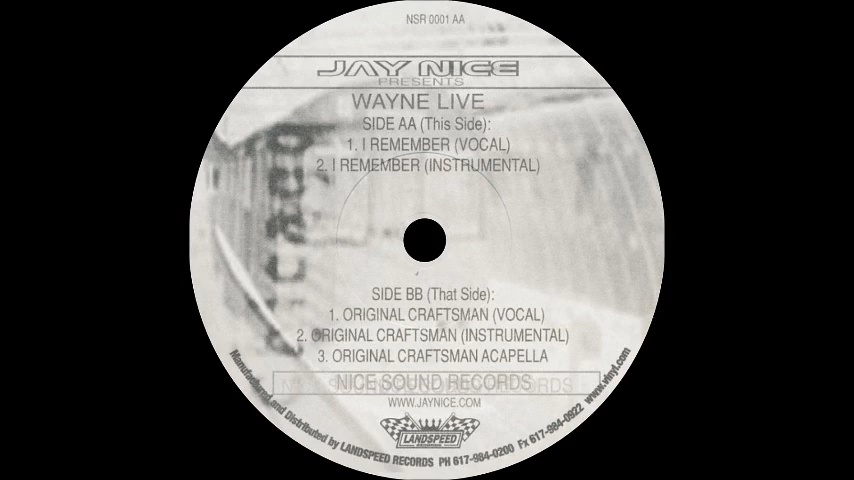 NSR 0001 AA
JAY NICE
PRESENTS
WAYNE LIVE
SIDE AA (This Side):
1. I REMEMBER (VOCAL)
2. I REMEMBER (INSTRUMENTAL)
SIDE BB (That Side):
1. ORIGINAL CRAFTSMAN (VOCAL)
2. ORIGINAL CRAFTSMAN (INSTRUMENTAL)
3. ORIGINAL CRAFTSMAN ACAPELLA
NICE SOUND RECORDS
WWW.JAYNICE.COM
LANDSPEED
RECORDS
Manufactured and Distributed by LANDSPEED RECORDS PH 617-984-0200 Fx 617-984-0922 www.vinyl.com